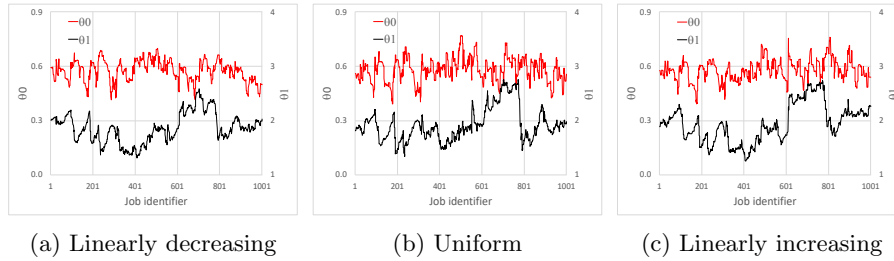 0.9 4 0.9 4 0.9 4
θ0 θ0 θ0
θ1 θ1 θ1
0.6 3 0.6 3 0.6 3
θ0 θ1 θ0 θ1 θ0 θ1
0.3 2 0.3 2 0.3 2
0.0 1 0.0 1 0.0 1
1 201 401 601 801 1001 1 201 401 601 801 1001 1 201 401 601 801 1001
Job identifier Job identifier Job identifier
(a) Linearly decreasing (b) Uniform (c) Linearly increasing